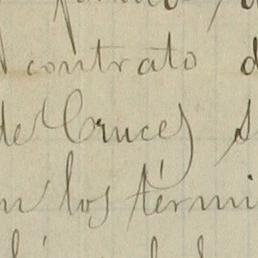 contrato d
de Cruces s
n los términ